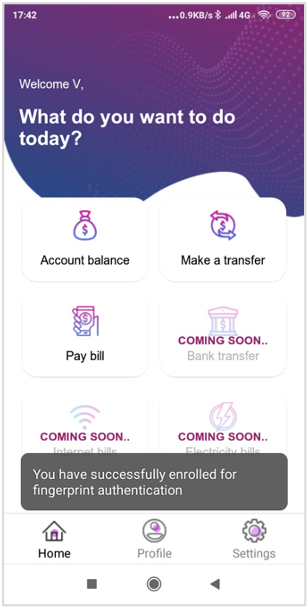 17:42 ...0.9KB/s 4G 92
Welcome V,
What do you want to do
today?
Account balance
Make a transfer
Pay bill
COMING SOON..
Bank transfer
COMING SOON..
Internet bills
COMING SOON..
Electricity bills
You have successfully enrolled for
fingerprint authentication
Home Profile Settings